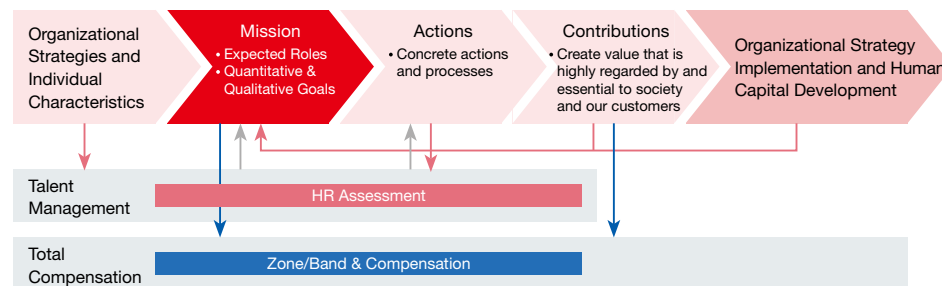 Organizational
Strategies and
Individual
Characteristics
Mission
• Expected Roles
• Quantitative &
Qualitative Goals
Actions
• Concrete actions
and processes
Contributions
• Create value that is
highly regarded by and
essential to society
and our customers
Organizational Strategy
Implementation and Human
Capital Development
Talent
Management
HR Assessment
Total
Compensation
Zone/Band & Compensation